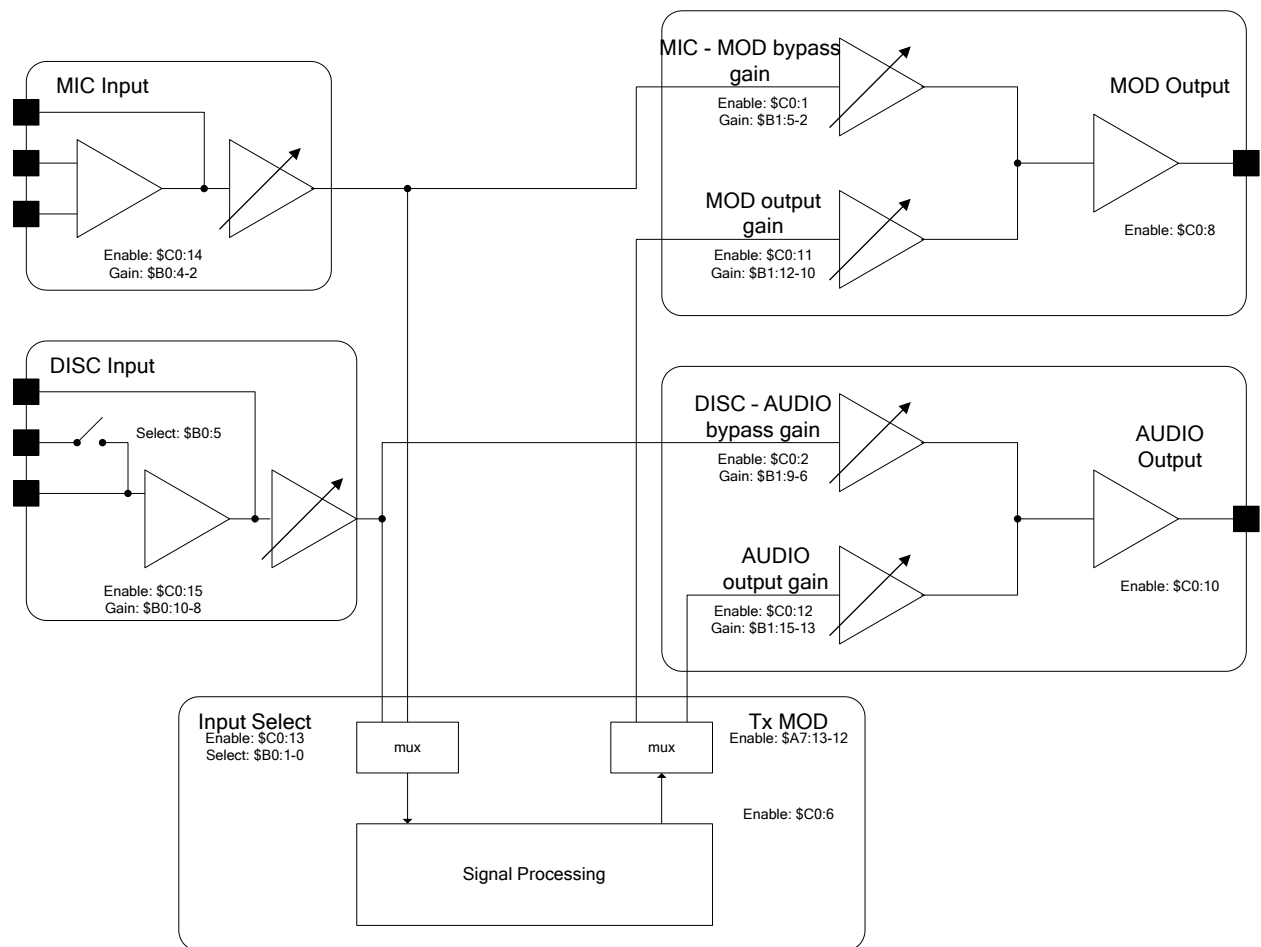 MIC Input
Enable: $C0:14
Gain: $B0:4-2
DISC Input
Select: $B0:5
Enable: $C0:15
Gain: $B0:10-8
MIC - MOD bypass
gain
Enable: $C0:1
Gain: $B1:5-2
MOD output
gain
Enable: $C0:11
Gain: $B1:12-10
MOD Output
Enable: $C0:8
DISC - AUDIO
bypass gain
Enable: $C0:2
Gain: $B1:9-6
AUDIO
output gain
Enable: $C0:12
Gain: $B1:15-13
AUDIO
Output
Enable: $C0:10
Input Select
Enable: $C0:13
Select: $B0:1-0
mux
mux
Tx MOD
Enable: $A7:13-12
Enable: $C0:6
Signal Processing